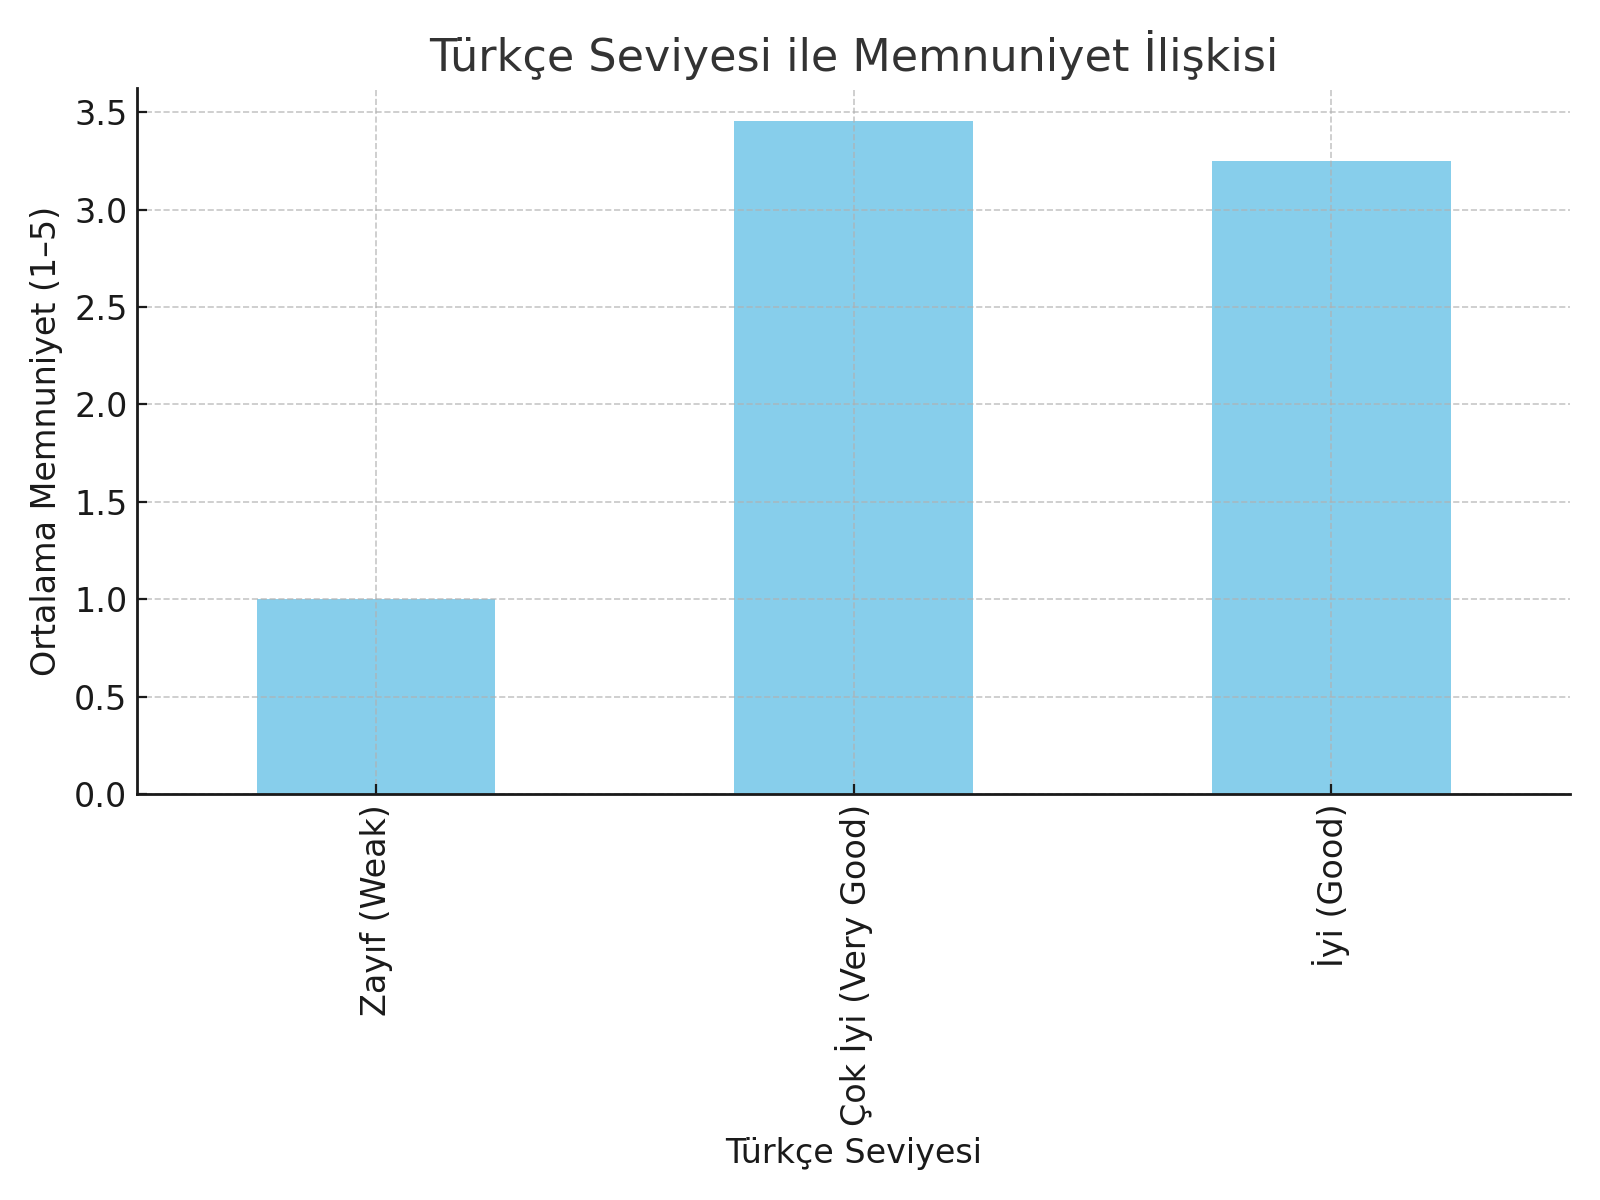 Türkçe Seviyesi ile Memnuniyet İlişkisi
Ortalama Memnuniyet (1–5)
3.5
3.0
2.5
2.0
1.5
1.0
0.5
0.0
Zayıf (Weak)
Çok İyi (Very Good)
İyi (Good)
Türkçe Seviyesi